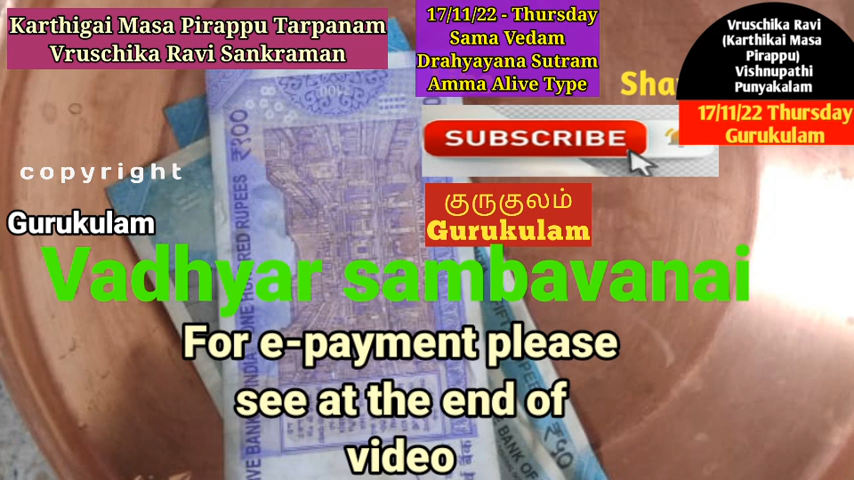 Karthigai Masa Pirappu Tarpanam
Vruschika Ravi Sankraman
17/11/22 - Thursday
Sama Vedam
Drahyayana Sutram
Amma Alive Type
Vruschika Ravi
(Karthikai Masa
Pirappu)
Vishnupathi
Punyakalam
17/11/22 Thursday
Gurukulam
SUBSCRIBE
copyright
Gurukulam
குருகுலம்
Gurukulam
Vadhyar sambavanai
For e-payment please
see at the end of
video
₹100
₹50